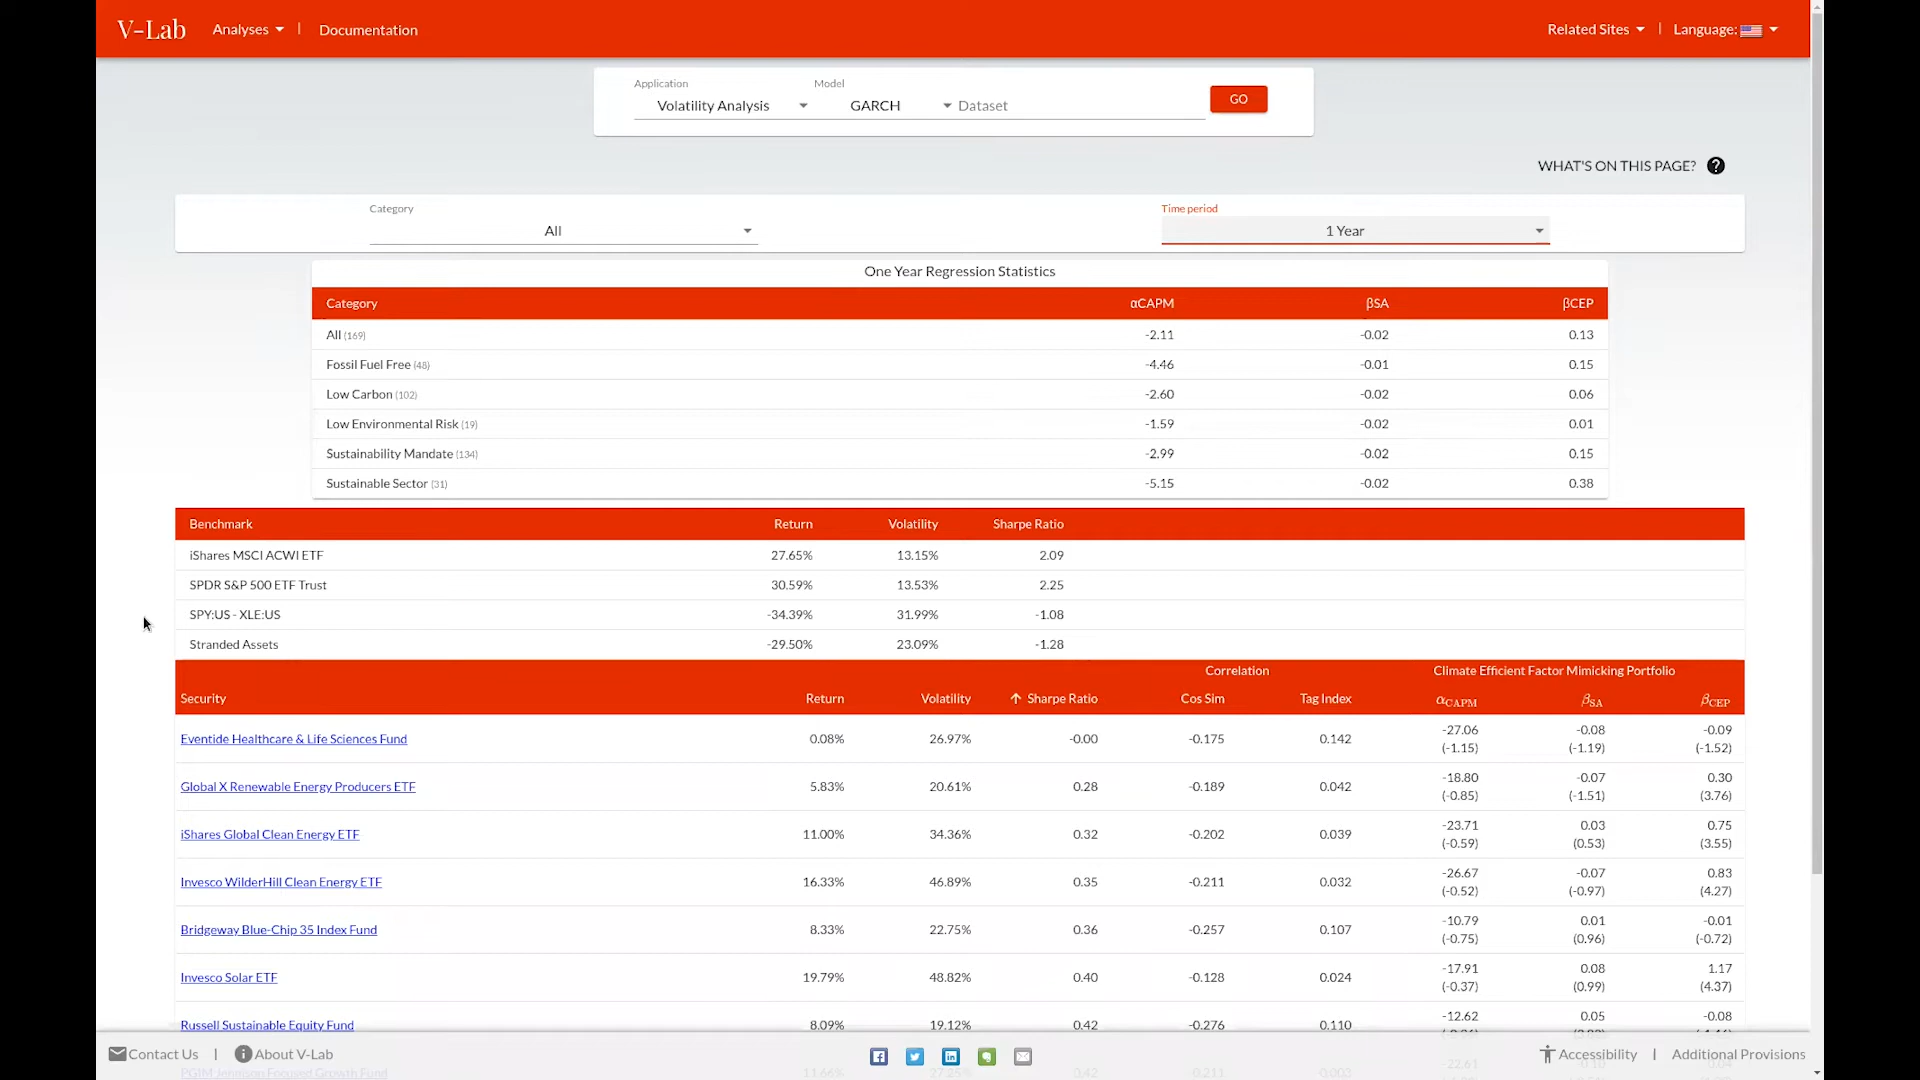 V-Lab Analyses | Documentation Related Sites | Language:
Application Model
Volatility Analysis GARCH Dataset GO
WHAT'S ON THIS PAGE? ?
Category Time period
All 1 Year
One Year Regression Statistics
Category αCAPM βSA βCEP
All (169) -2.11 -0.02 0.13
Fossil Fuel Free (48) -4.46 -0.01 0.15
Low Carbon (102) -2.60 -0.02 0.06
Low Environmental Risk (19) -1.59 -0.02 0.01
Sustainability Mandate (134) -2.99 -0.02 0.15
Sustainable Sector (31) -5.15 -0.02 0.38
Benchmark Return Volatility Sharpe Ratio
iShares MSCI ACWI ETF 27.65% 13.15% 2.09
SPDR S&P 500 ETF Trust 30.59% 13.53% 2.25
SPY:US - XLE:US -34.39% 31.99% -1.08
Stranded Assets -29.50% 23.09% -1.28
Correlation Climate Efficient Factor Mimicking Portfolio
Security Return Volatility ↑ Sharpe Ratio Cos Sim Tag Index αCAPM βSA βCEP
Eventide Healthcare & Life Sciences Fund 0.08% 26.97% -0.00 -0.175 0.142 -27.06 -0.08 -0.09
(-1.15) (-1.19) (-1.52)
Global X Renewable Energy Producers ETF 5.83% 20.61% 0.28 -0.189 0.042 -18.80 -0.07 0.30
(-0.85) (-1.51) (3.76)
iShares Global Clean Energy ETF 11.00% 34.36% 0.32 -0.202 0.039 -23.71 0.03 0.75
(-0.59) (0.53) (3.55)
Invesco WilderHill Clean Energy ETF 16.33% 46.89% 0.35 -0.211 0.032 -26.67 -0.07 0.83
(-0.52) (-0.97) (4.27)
Bridgeway Blue-Chip 35 Index Fund 8.33% 22.75% 0.36 -0.257 0.107 -10.79 0.01 -0.01
(-0.75) (0.96) (-0.72)
Invesco Solar ETF 19.79% 48.82% 0.40 -0.128 0.024 -17.91 0.08 1.17
(-0.37) (0.99) (4.37)
Russell Sustainable Equity Fund 8.09% 19.12% 0.42 -0.276 0.110 -12.62 0.05 -0.08
Contact Us | About V-Lab Accessibility | Additional Provisions
PGIM Jennison Focused Growth Fund 11.66% 0.42 -0.211 0.003 -22.61